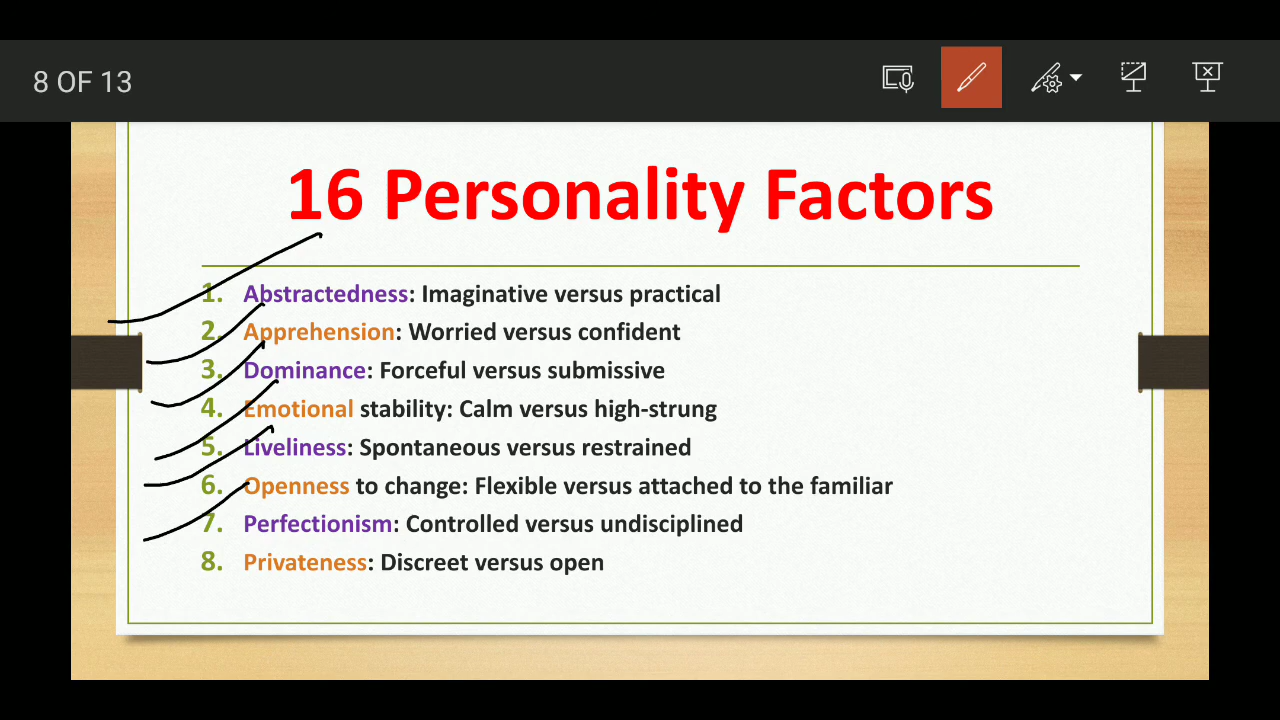 8 OF 13
16 Personality Factors
1. Abstractedness: Imaginative versus practical
2. Apprehension: Worried versus confident
3. Dominance: Forceful versus submissive
4. Emotional stability: Calm versus high-strung
5. Liveliness: Spontaneous versus restrained
6. Openness to change: Flexible versus attached to the familiar
7. Perfectionism: Controlled versus undisciplined
8. Privateness: Discreet versus open